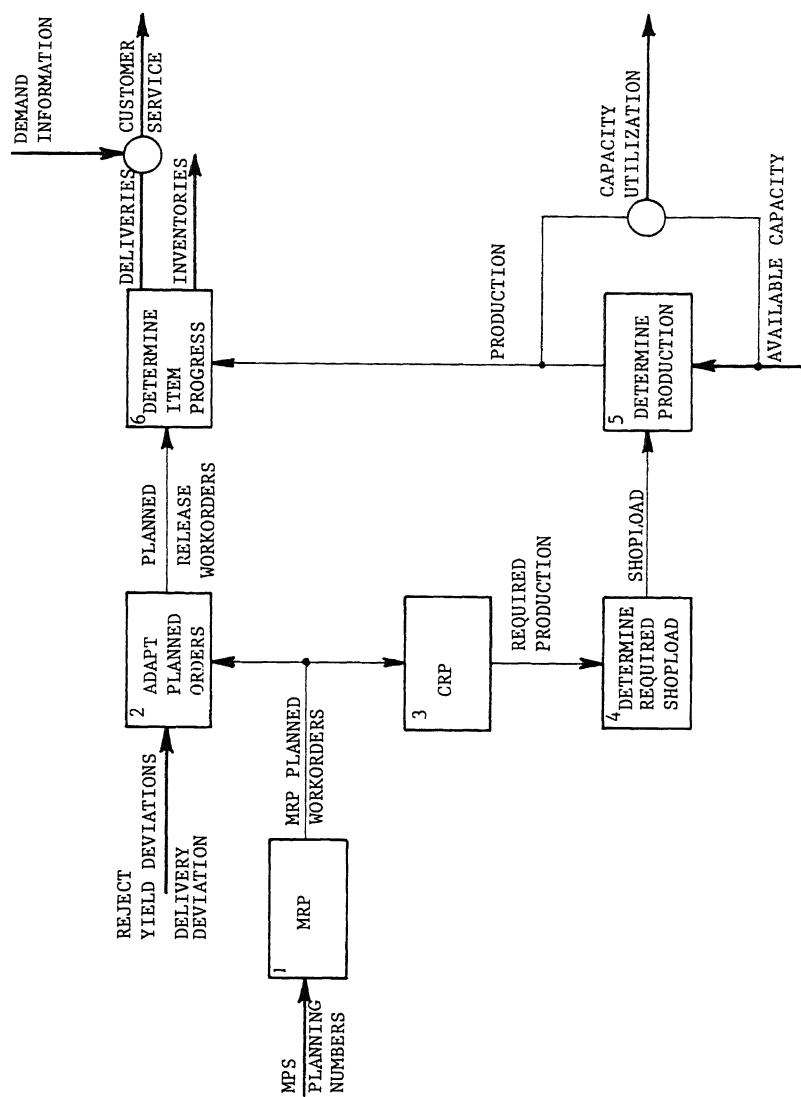 DEMAND
INFORMATION
DELIVERIES
CUSTOMER
SERVICE
INVENTORIES
6
DETERMINE
ITEM
PROGRESS
PLANNED
RELEASE
WORKORDERS
2
ADAPT
PLANNED
ORDERS
REJECT
YIELD DEVIATIONS
DELIVERY
DEVIATION
MPS
PLANNING
NUMBERS
1
MRP
MRP PLANNED
WORKORDERS
3
CRP
REQUIRED
PRODUCTION
4
DETERMINE
REQUIRED
SHOPLOAD
SHOPLOAD
5
DETERMINE
PRODUCTION
PRODUCTION
CAPACITY
UTILIZATION
AVAILABLE CAPACITY